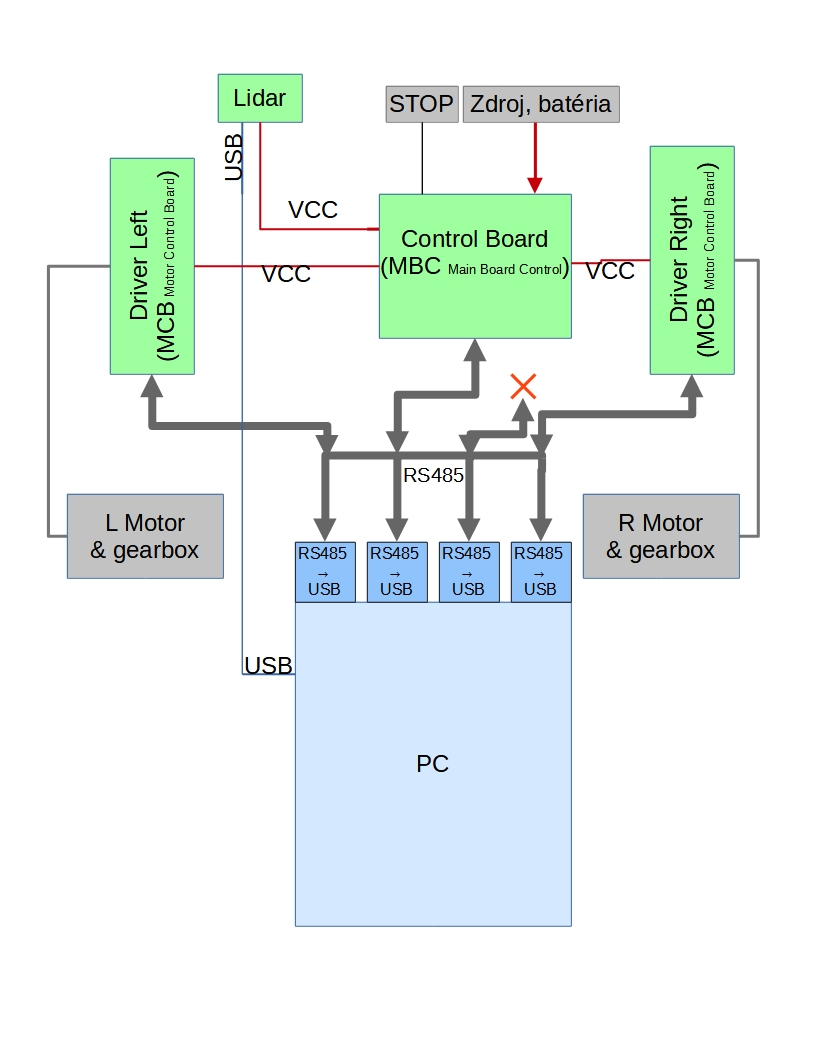 Lidar
STOP
Zdroj, batéria
USB
VCC
Driver Left
(MCB Motor Control Board)
Control Board
(MBC Main Board Control)
VCC
VCC
Driver Right
(MCB Motor Control Board)
RS485
L Motor
& gearbox
R Motor
& gearbox
RS485
→
USB
RS485
→
USB
RS485
→
USB
RS485
→
USB
USB
PC